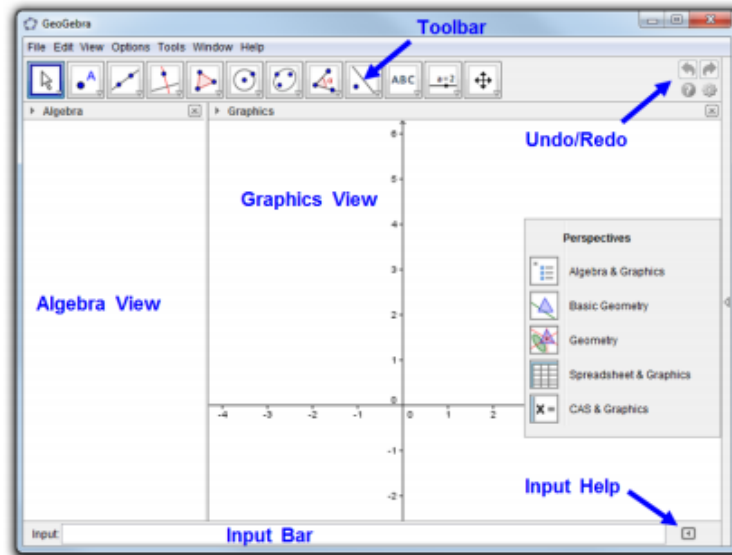 GeoGebra
Toolbar
File Edit View Options Tools Window Help
A
α
ABC
a=2
Algebra
Graphics
Undo/Redo
6
5
Graphics View
4
Perspectives
3
Algebra & Graphics
Algebra View
Basic Geometry
2
Geometry
1
Spreadsheet & Graphics
0
X =
CAS & Graphics
-4 -3 -2 -1 0 1 2
-1
Input Help
-2
Input:
Input Bar